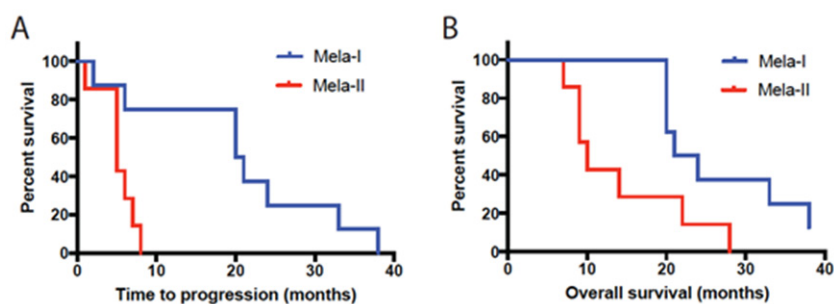 A
Mela-I
Mela-II
Percent survival
100
80
60
40
20
0
0 10 20 30 40
Time to progression (months)
B
Mela-I
Mela-II
Percent survival
100
80
60
40
20
0
0 10 20 30 40
Overall survival (months)